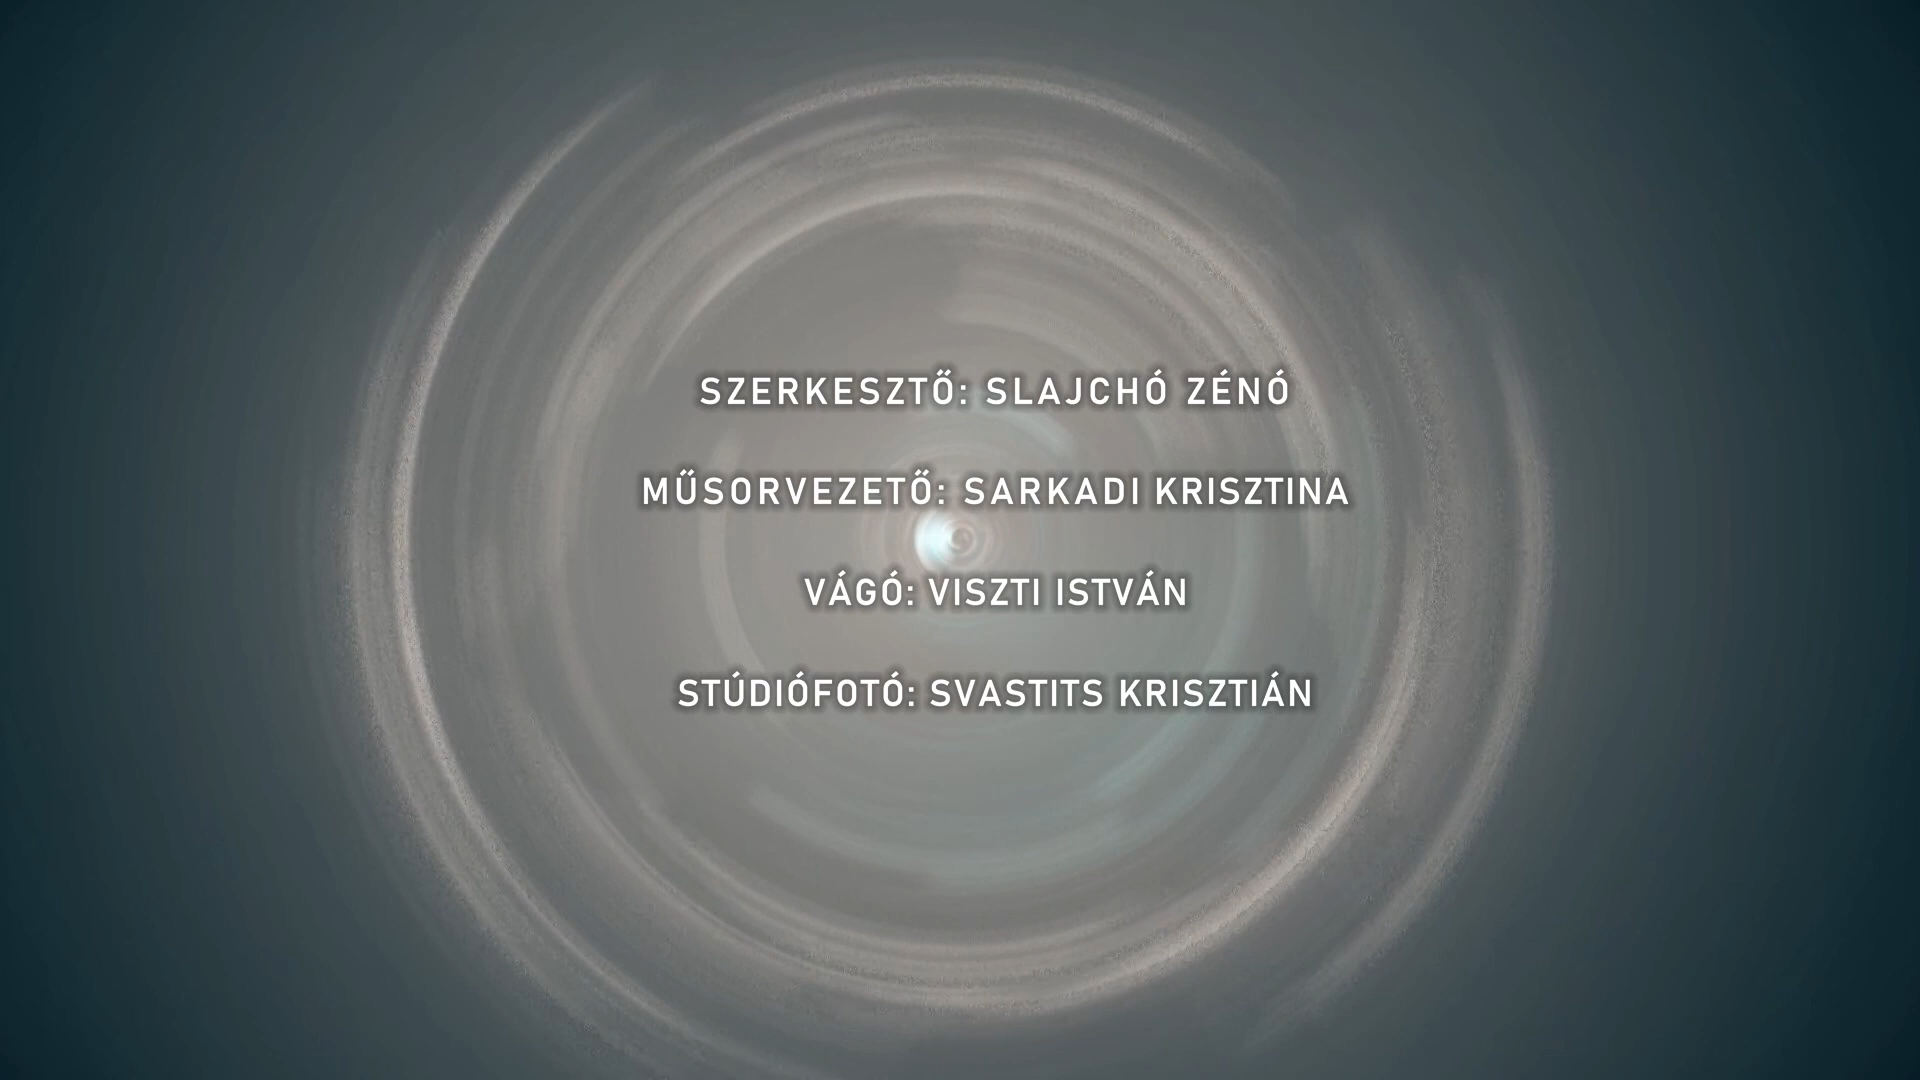 SZERKESZTŐ: SLAJCHÓ ZÉNÓ
MŰSORVEZETŐ: SARKADI KRISZTINA
VÁGÓ: VISZTI ISTVÁN
STÚDIÓFOTÓ: SVASTITS KRISZTIÁN